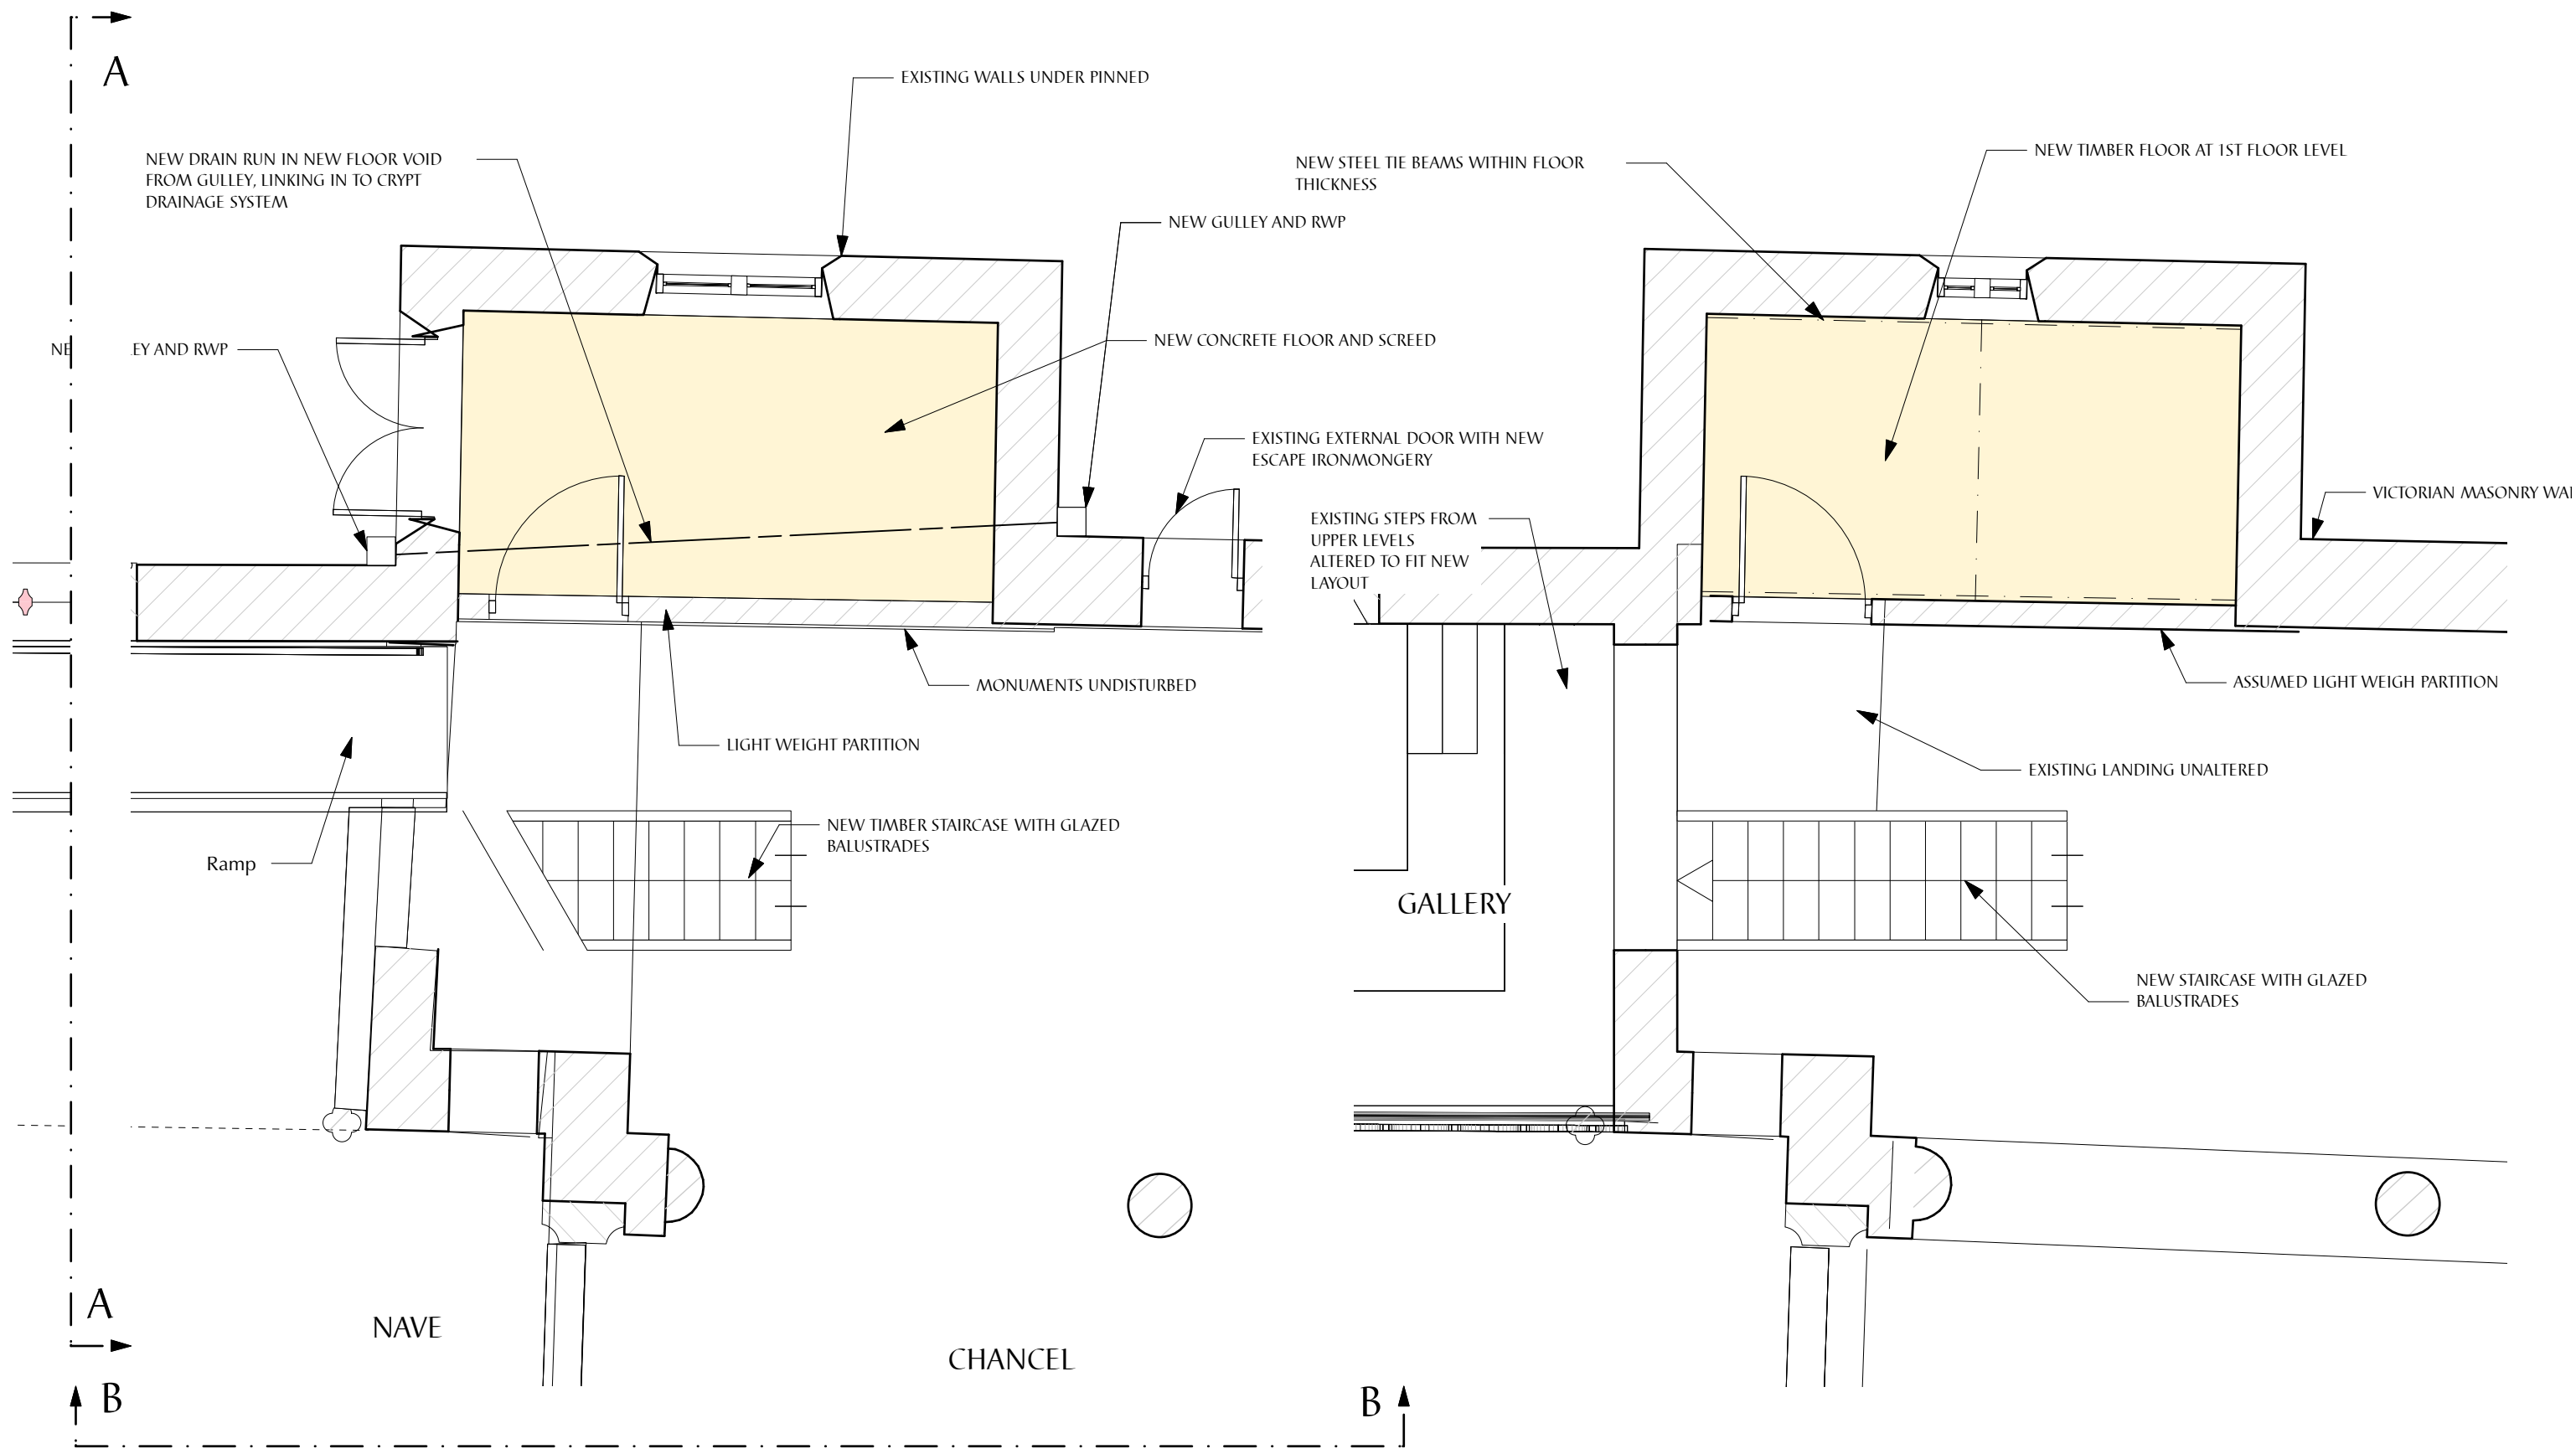 A
EXISTING WALLS UNDER PINNED
NEW DRAIN RUN IN NEW FLOOR VOID
FROM GULLEY, LINKING IN TO CRYPT
DRAINAGE SYSTEM
NEW STEEL TIE BEAMS WITHIN FLOOR
THICKNESS
NEW TIMBER FLOOR AT 1ST FLOOR LEVEL
NEW GULLEY AND RWP
NEW CONCRETE FLOOR AND SCREED
AND RWP
EXISTING EXTERNAL DOOR WITH NEW
ESCAPE IRONMONGERY
VICTORIAN MASONRY
EXISTING STEPS FROM
UPPER LEVELS
ALTERED TO FIT NEW
LAYOUT
MONUMENTS UNDISTURBED
ASSUMED LIGHT WEIGH PARTITION
LIGHT WEIGHT PARTITION
EXISTING LANDING UNALTERED
NEW TIMBER STAIRCASE WITH GLAZED
BALUSTRADES
Ramp
GALLERY
NEW STAIRCASE WITH GLAZED
BALUSTRADES
A
NAVE
CHANCEL
B
B